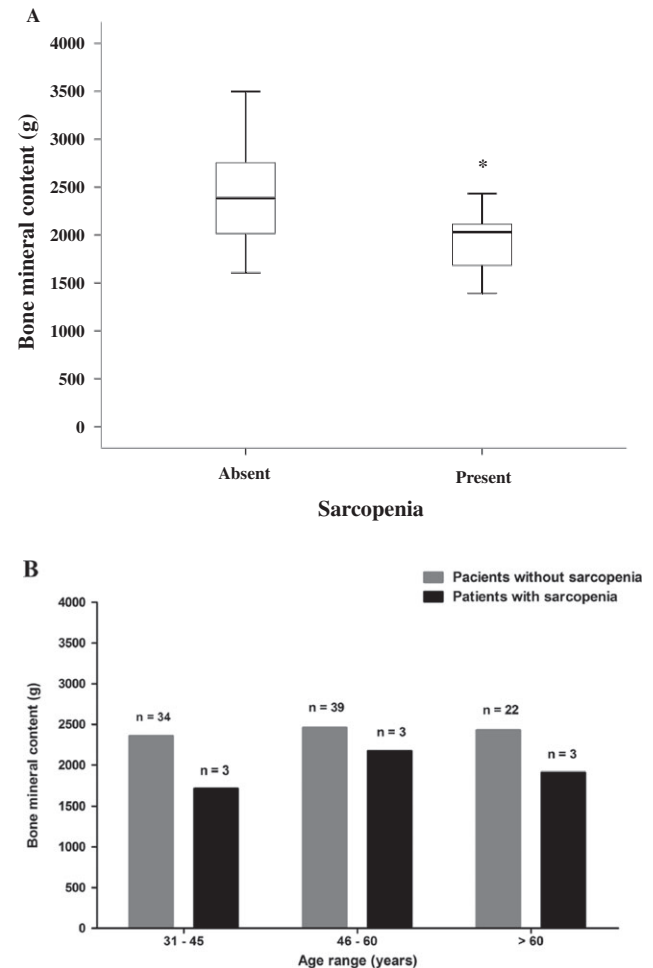 A
Bone mineral content (g)
4000
3500
3000
2500
2000
1500
1000
500
0
*
Absent
Present
Sarcopenia
B
Pacients without sarcopenia
Patients with sarcopenia
Bone mineral content (g)
4000
3500
3000
2500
2000
1500
1000
500
0
n = 34
n = 3
n = 39
n = 3
n = 22
n = 3
31 - 45
46 - 60
> 60
Age range (years)